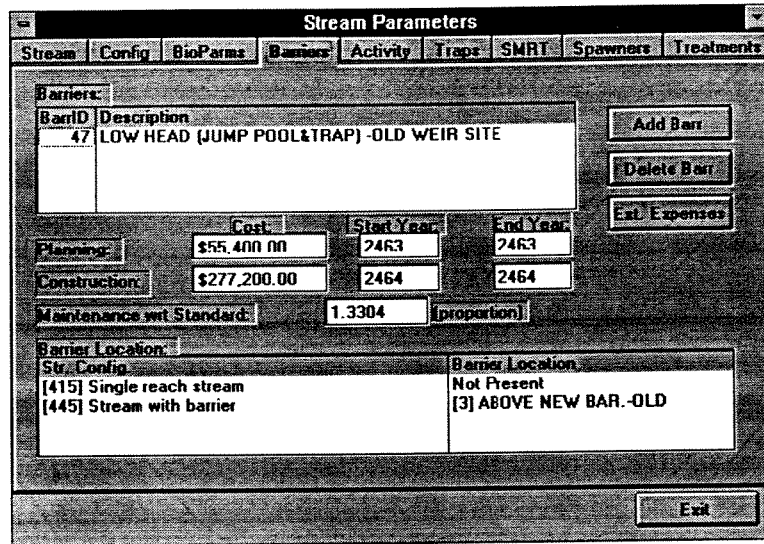 Stream Parameters
Stream Config BioParms Barriers Activity Traps SMRT Spawners Treatments
Barriers:
BarrID Description
47 LOW HEAD (JUMP POOL&TRAP) -OLD WEIR SITE
Add Barr
Delete Barr
Ext. Expenses
Cost: Start Year: End Year:
Planning: $55,400.00 2463 2463
Construction: $277,200.00 2464 2464
Maintenance wrt Standard: 1.3304 (proportion)
Barrier Location:
Str. Config Barrier Location
[415] Single reach stream Not Present
[445] Stream with barrier [3] ABOVE NEW BAR.-OLD
Exit